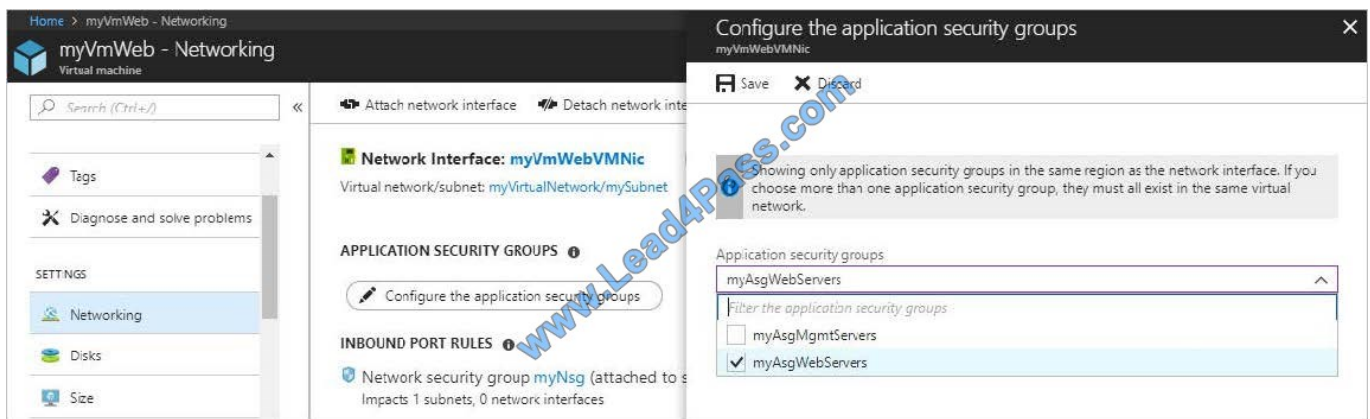 Home > myVmWeb - Networking
myVmWeb - Networking
Virtual machine
Search (Ctrl+/)
«
Tags
Diagnose and solve problems
SETTINGS
Networking
Disks
Size
Attach network interface
Detach network inte
Network Interface: myVmWebVMNic
Virtual network/subnet: myVirtualNetwork/mySubnet
APPLICATION SECURITY GROUPS
Configure the application security groups
INBOUND PORT RULES
Network security group myNsg (attached to s
Impacts 1 subnets, 0 network interfaces
Configure the application security groups
myVmWebVMNic
Save
Discard
Showing only application security groups in the same region as the network interface. If you
choose more than one application security group, they must all exist in the same virtual
network.
Application security groups
myAsgWebServers
Filter the application security groups
myAsgMgmtServers
myAsgWebServers
www.Lead4Pass.com